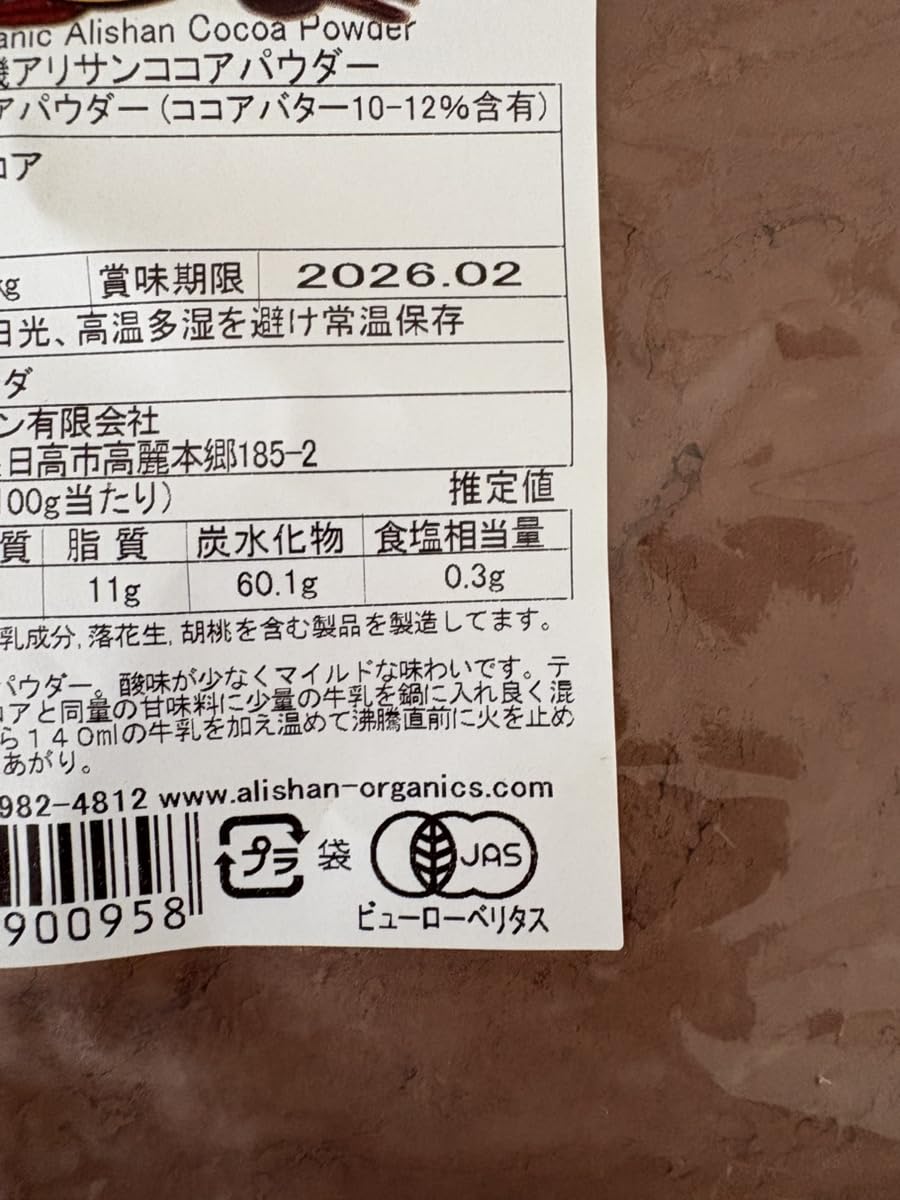 anic Alishan Cocoa Powder
機アリサンココアパウダー
アパウダー(ココアバター10-12%含有)
コア
kg 賞味期限 2026.02
日光、高温多湿を避け常温保存
ダ
ン有限会社
日高市高麗本郷185-2
100g当たり) 推定値
質 脂質 炭水化物 食塩相当量
11g 60.1g 0.3g
乳成分,落花生,胡桃を含む製品を製造してます。
パウダー。酸味が少なくマイルドな味わいです。テ
コアと同量の甘味料に少量の牛乳を鍋に入れ良く混
ら140mlの牛乳を加え温めて沸騰直前に火を止め
あがり。
982-4812 www.alishan-organics.com
プラ 袋 JAS
900958 ビューローベリタス